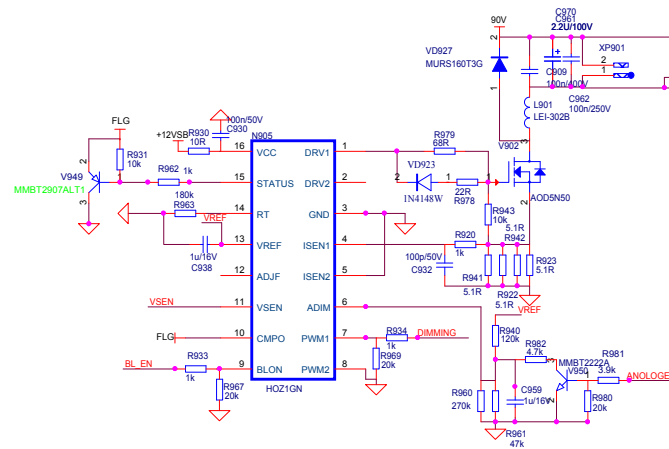 90V
C970
C961
2.2U/100V
XP901
2
1
VD927
MURS160T3G
2
1
C909
100n/400V
C962
100n/250V
L901
LEI-302B
V902
3
2
1
AOD5N50
FLG
+12VSB
R930
10R
100n/50V
C930
N905
R979
68R
VD923
2
1
1N4148W
22R
R978
R943
10k
V949
MMBT2907ALT1
2
1
3
R931
10k
R962
1k
180k
R963
VREF
1u/16V
C938
16 VCC DRV1 1
15 STATUS DRV2 2
14 RT GND 3
13 VREF ISEN1 4
12 ADJF ISEN2 5
11 VSEN ADIM 6
10 CMPO PWM1 7
9 BLON PWM2 8
HOZ1GN
R920
1k
100p/50V
C932
5.1R
R942
R941
5.1R
R922
5.1R
R923
5.1R
VREF
VSEN
FLG
BL_EN
R933
1k
R967
20k
R934
1k
DIMMING
R969
20k
R940
120k
R982
4.7k
MMBT2222A
V950
3
1
2
R981
3.9k
ANOLOGE
R960
270k
C959
1u/16V
R980
20k
R961
47k